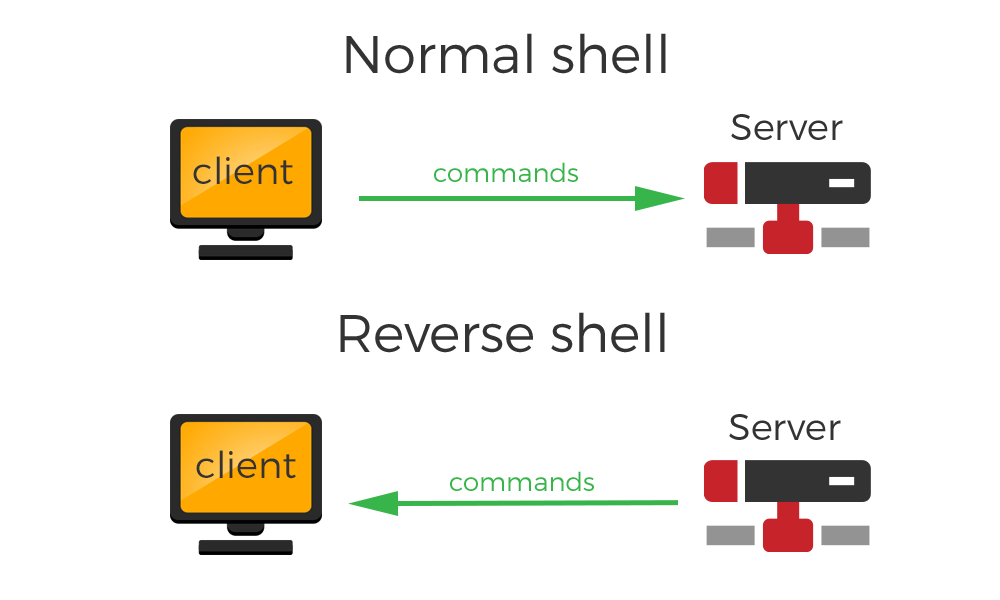 Normal shell
Server
client
commands
Reverse shell
Server
client
commands